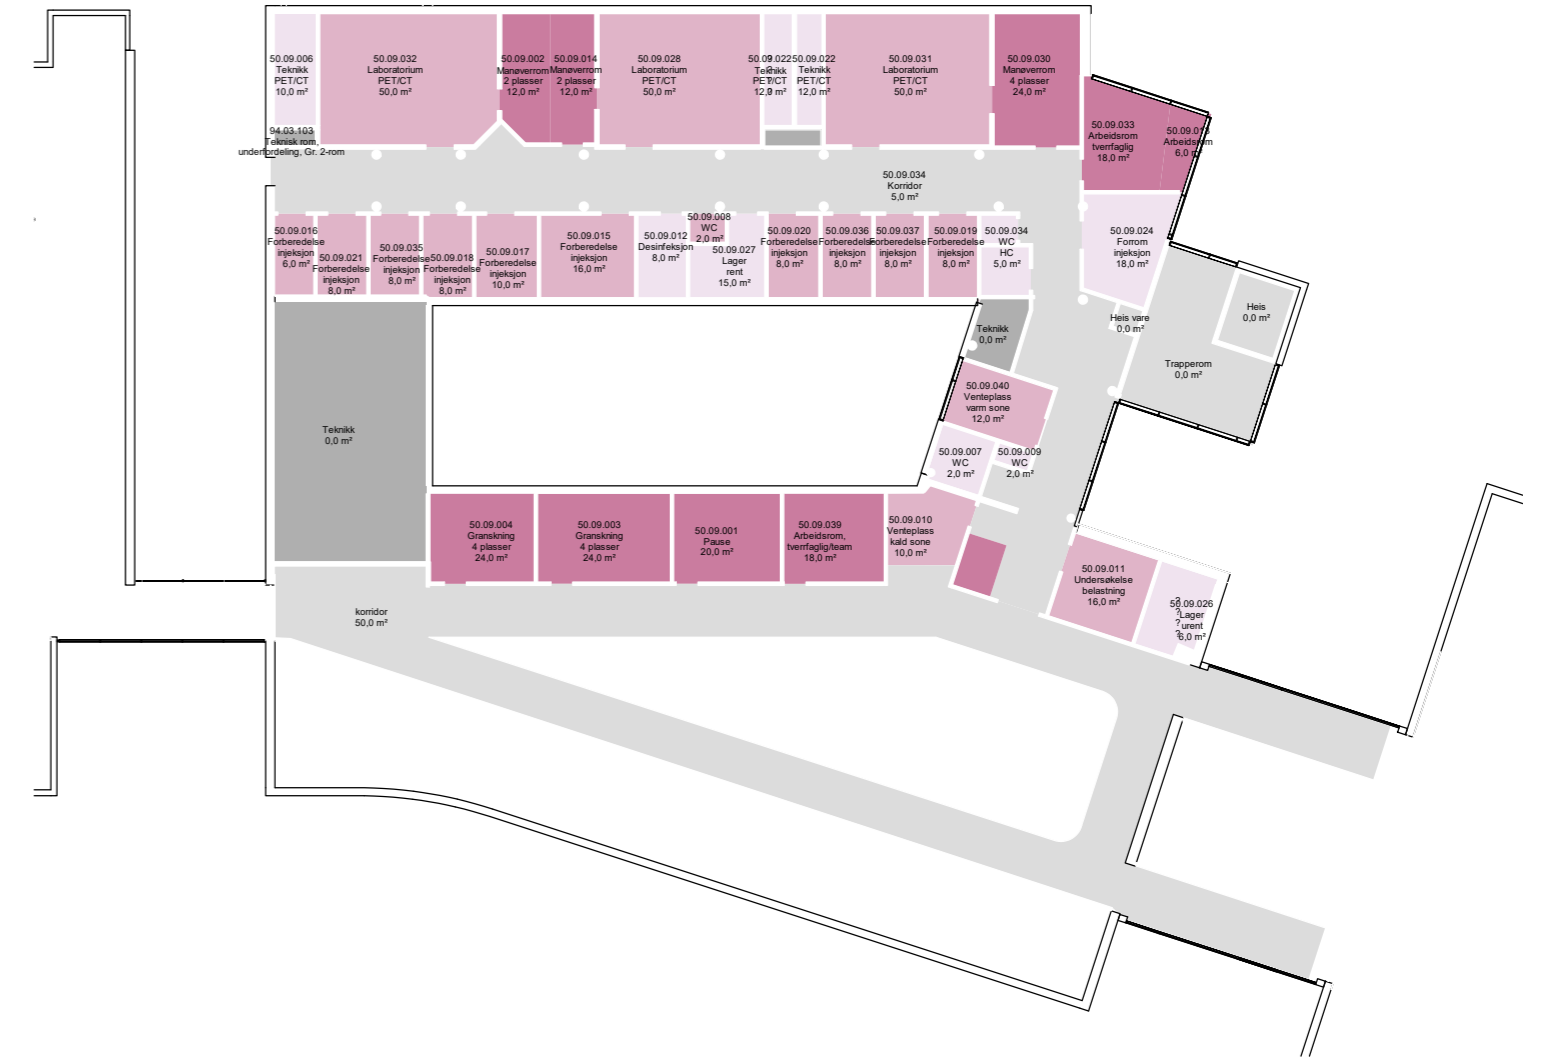 50.09.006
Teknikk
PET/CT
10,0 m²
50.09.032
Laboratorium
PET/CT
50,0 m²
50.09.002
Manøverrom
2 plasser
12,0 m²
50.09.014
Manøverrom
2 plasser
12,0 m²
50.09.028
Laboratorium
PET/CT
50,0 m²
50.09.022
Teknikk
PET/CT
12,0 m²
50.09.022
Teknikk
PET/CT
12,0 m²
50.09.031
Laboratorium
PET/CT
50,0 m²
50.09.030
Manøverrom
4 plasser
24,0 m²
94.03.103
Teknisk rom,
underfordeling, Gr. 2-rom
50.09.033
Arbeidsrom
tverrfaglig
18,0 m²
50.09.013
Arbeidsrom
6,0 m²
50.09.034
Korridor
5,0 m²
50.09.016
Forberedelse
injeksjon
6,0 m²
50.09.021
Forberedelse
injeksjon
8,0 m²
50.09.035
Forberedelse
injeksjon
8,0 m²
50.09.018
Forberedelse
injeksjon
8,0 m²
50.09.017
Forberedelse
injeksjon
10,0 m²
50.09.015
Forberedelse
injeksjon
16,0 m²
50.09.012
Desinfeksjon
8,0 m²
50.09.008
WC
2,0 m²
50.09.027
Lager
rent
15,0 m²
50.09.020
Forberedelse
injeksjon
8,0 m²
50.09.036
Forberedelse
injeksjon
8,0 m²
50.09.037
Forberedelse
injeksjon
8,0 m²
50.09.019
Forberedelse
injeksjon
8,0 m²
50.09.034
WC
HC
5,0 m²
50.09.024
Forrom
injeksjon
18,0 m²
Heis
0,0 m²
Heis vare
0,0 m²
Teknikk
0,0 m²
Trapperom
0,0 m²
50.09.040
Venteplass
varm sone
12,0 m²
Teknikk
0,0 m²
50.09.007
WC
2,0 m²
50.09.009
WC
2,0 m²
50.09.004
Granskning
4 plasser
24,0 m²
50.09.003
Granskning
4 plasser
24,0 m²
50.09.001
Pause
20,0 m²
50.09.039
Arbeidsrom,
tverrfaglig/team
18,0 m²
50.09.010
Venteplass
kald sone
10,0 m²
50.09.011
Undersøkelse
belastning
16,0 m²
?
?
?
?
50.09.026
Lager
urent
6,0 m²
korridor
50,0 m²